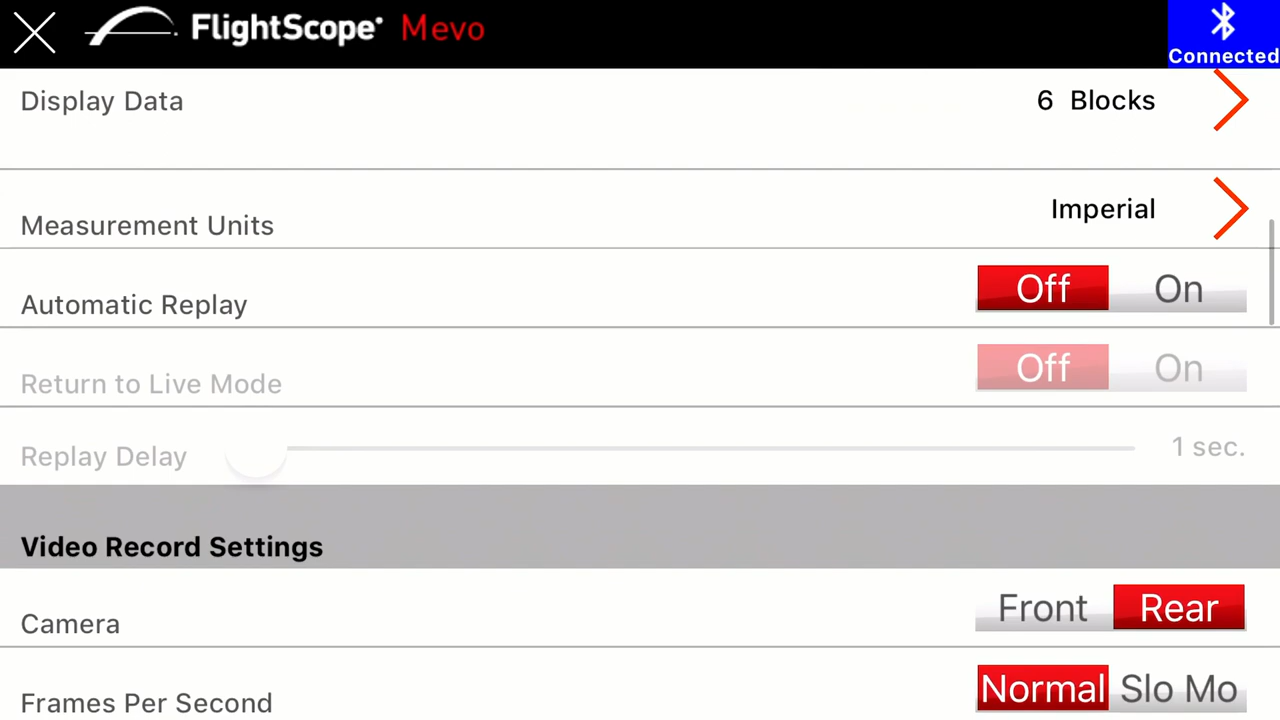 FlightScope Mevo
Connected
Display Data 6 Blocks
Measurement Units Imperial
Automatic Replay Off On
Return to Live Mode Off On
Replay Delay 1 sec.
Video Record Settings
Camera Front Rear
Frames Per Second Normal Slo Mo